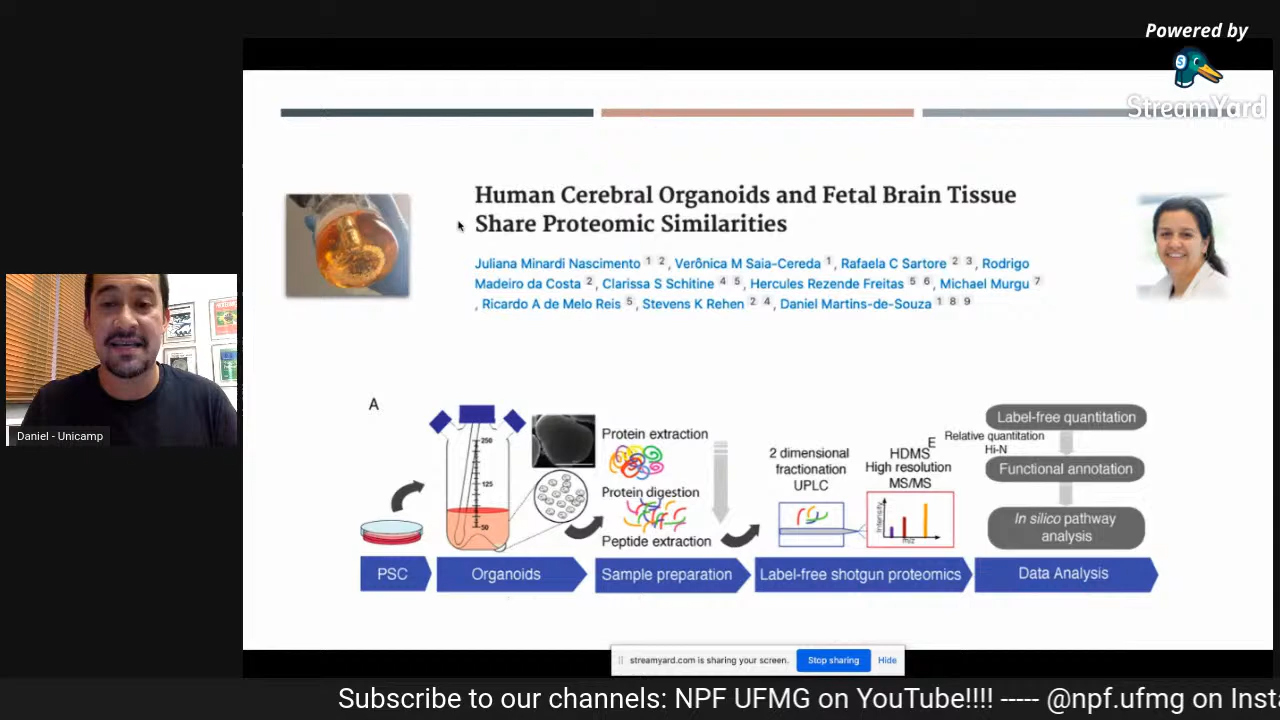 Powered by
StreamYard
Human Cerebral Organoids and Fetal Brain Tissue
Share Proteomic Similarities
Juliana Minardi Nascimento 1 2 , Verônica M Saia-Cereda 1 , Rafaela C Sartore 2 3 , Rodrigo
Madeiro da Costa 2 , Clarissa S Schitine 4 5 , Hercules Rezende Freitas 5 6 , Michael Murgu 7
, Ricardo A de Melo Reis 5 , Stevens K Rehen 2 4 , Daniel Martins-de-Souza 1 8 9
A
250
125
50
Protein extraction
Protein digestion
Peptide extraction
2 dimensional
fractionation
UPLC
HDMS E
High resolution
MS/MS
Intensity
m/z
Label-free quantitation
Relative quantitation
Hi-N
Functional annotation
In silico pathway
analysis
PSC
Organoids
Sample preparation
Label-free shotgun proteomics
Data Analysis
Daniel - Unicamp
streamyard.com is sharing your screen.
Stop sharing
Hide
Subscribe to our channels: NPF UFMG on YouTube!!!! ----- @npf.ufmg on Insta